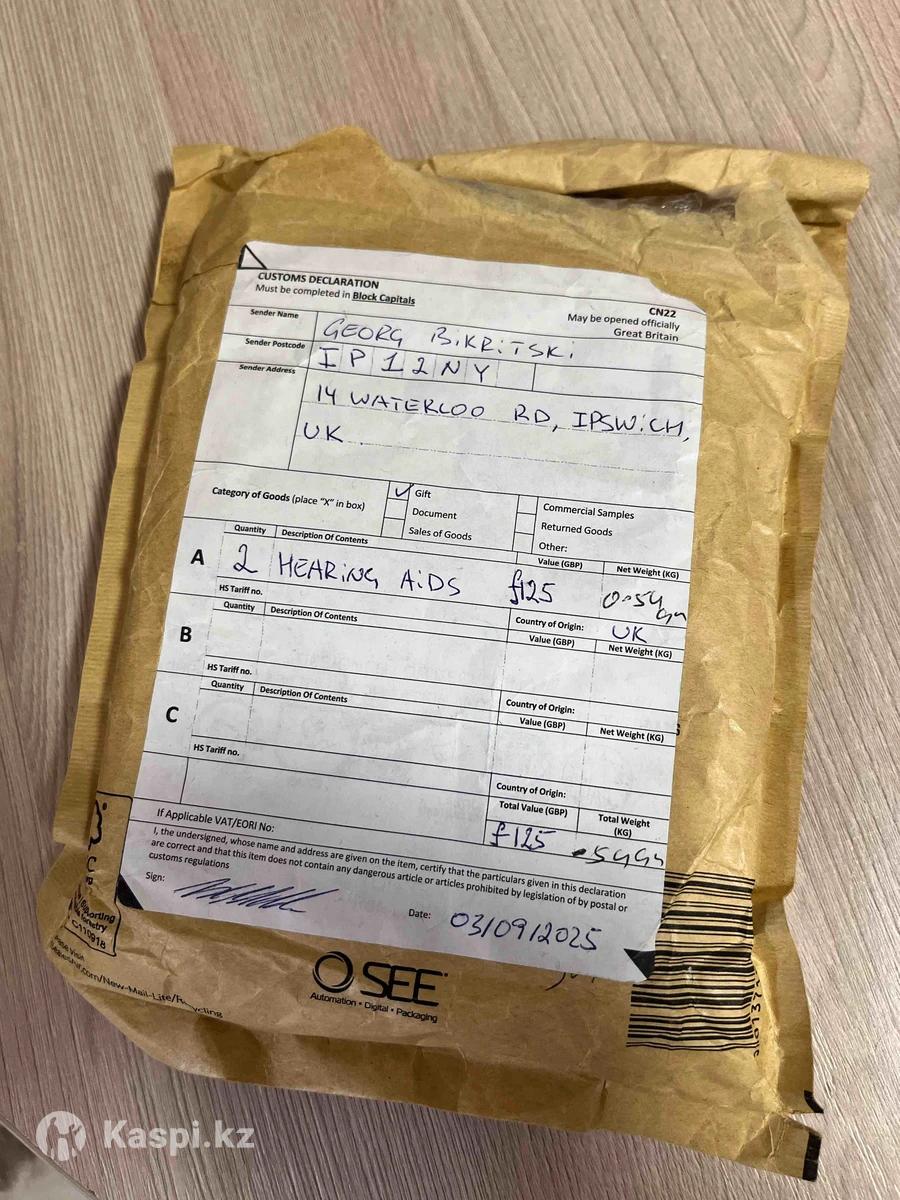 CUSTOMS DECLARATION
Must be completed in Block Capitals
CN22
May be opened officially
Great Britain
Sender Name
GEORG BiKRiTSKi
Sender Postcode
IP12NY
Sender Address
14 WATERLOO RD, IPSWiCH,
UK
Category of Goods (place "X" in box)
Gift
Document
Sales of Goods
Commercial Samples
Returned Goods
Other:
Quantity Description Of Contents Value (GBP) Net Weight (KG)
A 2 HEARiNG AiDS £125
HS Tariff no. Country of Origin: UK
Quantity Description Of Contents Value (GBP) Net Weight (KG)
B
HS Tariff no. Country of Origin:
Quantity Description Of Contents Value (GBP) Net Weight (KG)
C
HS Tariff no. Country of Origin:
Total Value (GBP) Total Weight (KG)
If Applicable VAT/EORI No: £125
I, the undersigned, whose name and address are given on the item, certify that the particulars given in this declaration
are correct and that this item does not contain any dangerous article or articles prohibited by legislation of by postal or
customs regulations
Sign:
Date: 03/09/2025
SEE
Automation • Digital • Packaging
C110918
.com/New-Mail-Lite/
Kaspi.kz